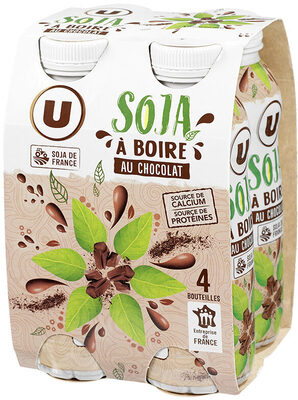 U
SOJA
À BOIRE
AU CHOCOLAT
SOJA DE
FRANCE
SOURCE DE
CALCIUM
SOURCE DE
PROTÉINES
4
BOUTEILLES
Entreprise
de FRANCE
SOJA
À BOIRE
AU CHOCOLAT